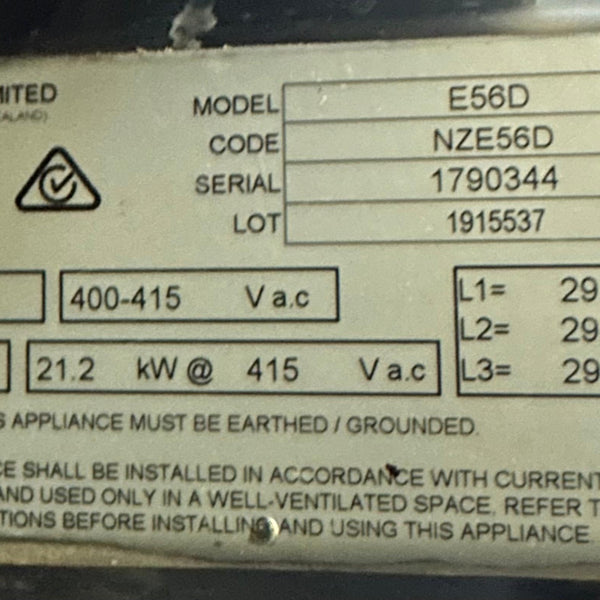 MITED
ALAND)
MODEL E56D
CODE NZE56D
SERIAL 1790344
LOT 1915537
400-415 V a.c
L1= 29
L2= 29
21.2 kW @ 415 V a.c
L3= 29
S APPLIANCE MUST BE EARTHED / GROUNDED.
CE SHALL BE INSTALLED IN ACCORDANCE WITH CURRENT
AND USED ONLY IN A WELL-VENTILATED SPACE. REFER T
TIONS BEFORE INSTALLING AND USING THIS APPLIANCE.